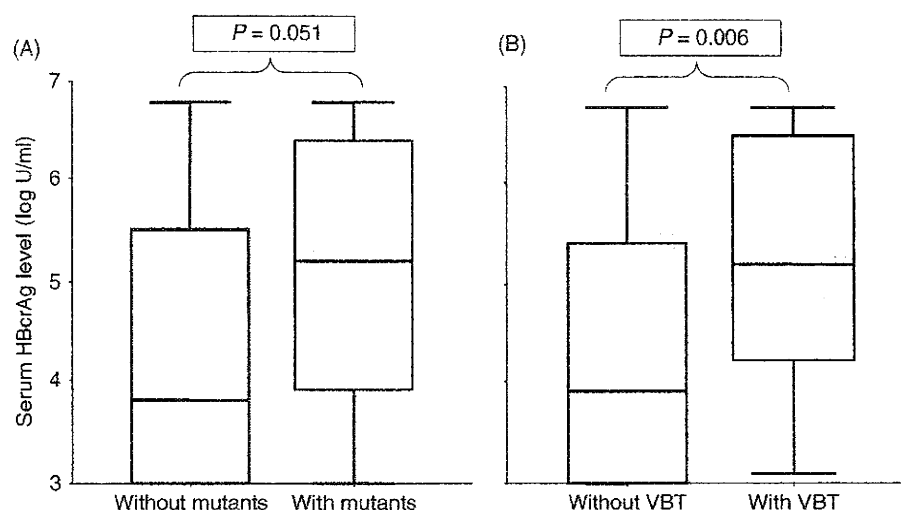 (A)
P = 0.051
(B)
P = 0.006
Serum HBcrAg level (log U/ml)
7
6
5
4
3
Without mutants
With mutants
Without VBT
With VBT